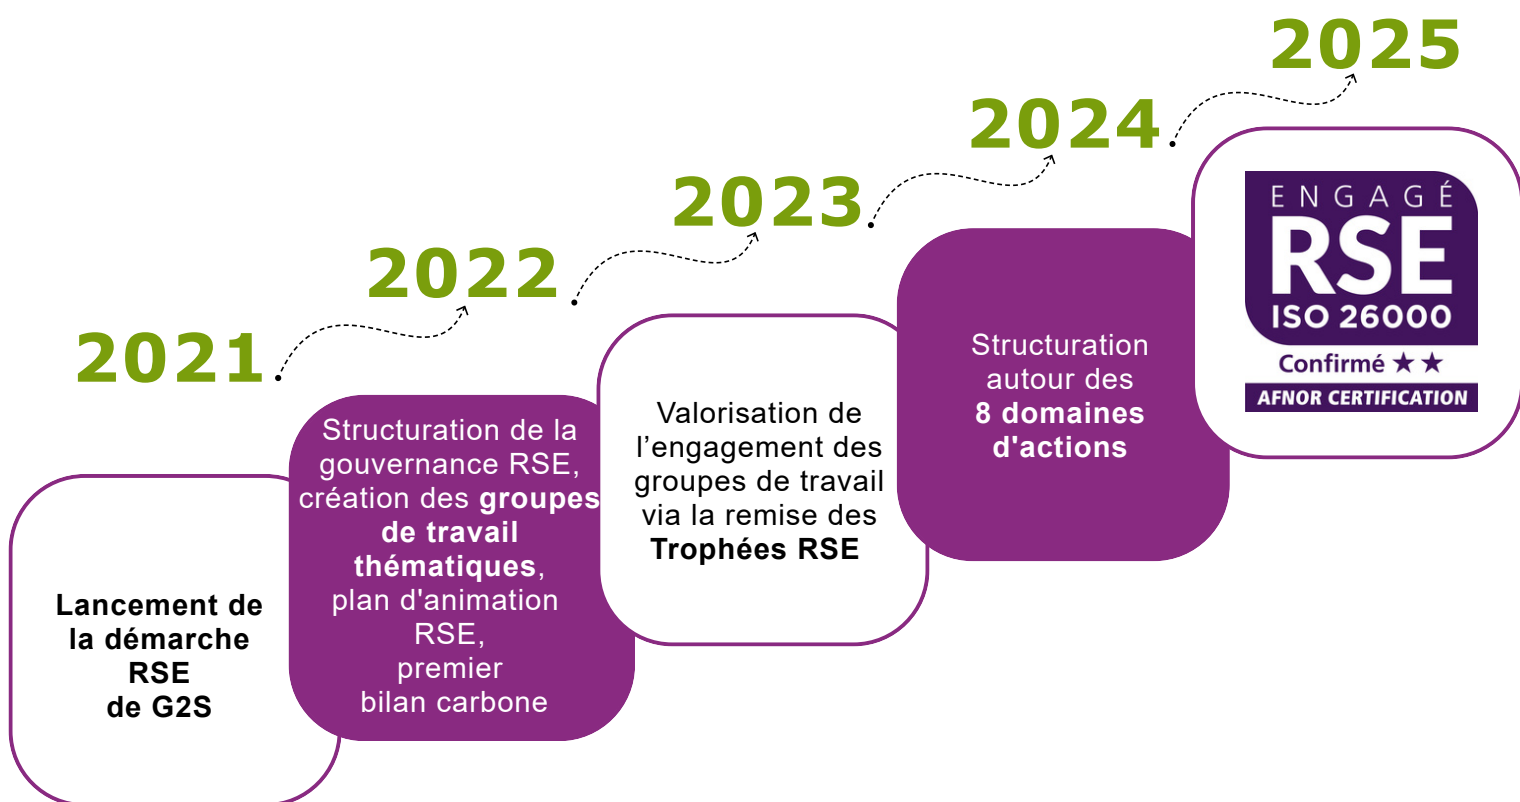 2021
Lancement de
la démarche
RSE
de G2S
2022
Structuration de la
gouvernance RSE,
création des groupes
de travail
thématiques,
plan d'animation
RSE,
premier
bilan carbone
2023
Valorisation de
l’engagement des
groupes de travail
via la remise des
Trophées RSE
2024
Structuration
autour des
8 domaines
d'actions
2025
ENGAGÉ
RSE
ISO 26000
Confirmé ★★
AFNOR CERTIFICATION